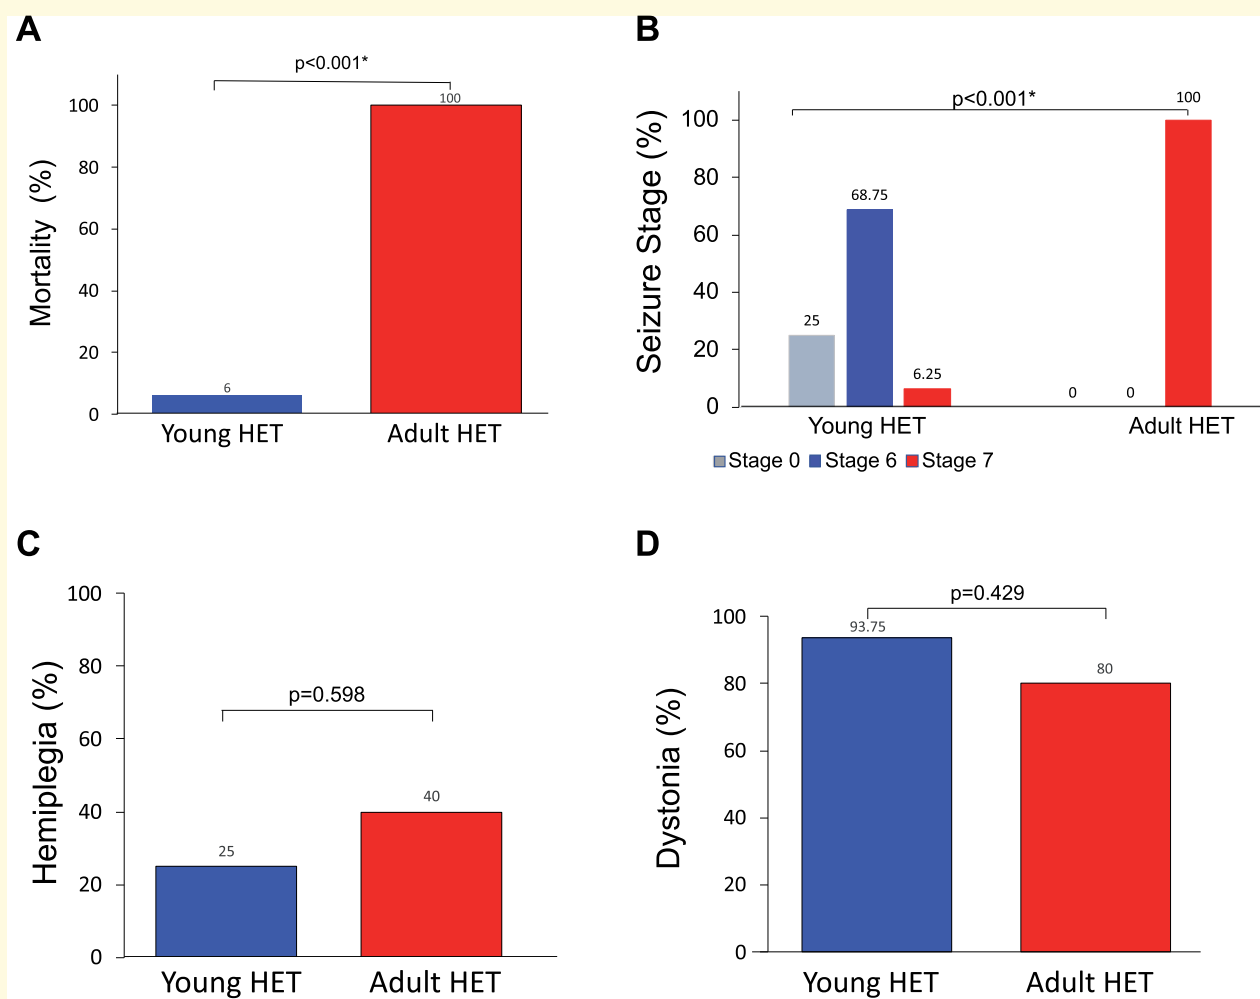 A
p<0.001*
100
100
80
60
40
20
0
Mortality (%)
6
Young HET
Adult HET
B
p<0.001*
100
100
80
60
40
20
0
Seizure Stage (%)
68.75
25
6.25
0
0
Young HET
Adult HET
Stage 0
Stage 6
Stage 7
C
100
80
60
40
20
0
Hemiplegia (%)
p=0.598
40
25
Young HET
Adult HET
D
p=0.429
100
80
60
40
20
0
Dystonia (%)
93.75
80
Young HET
Adult HET